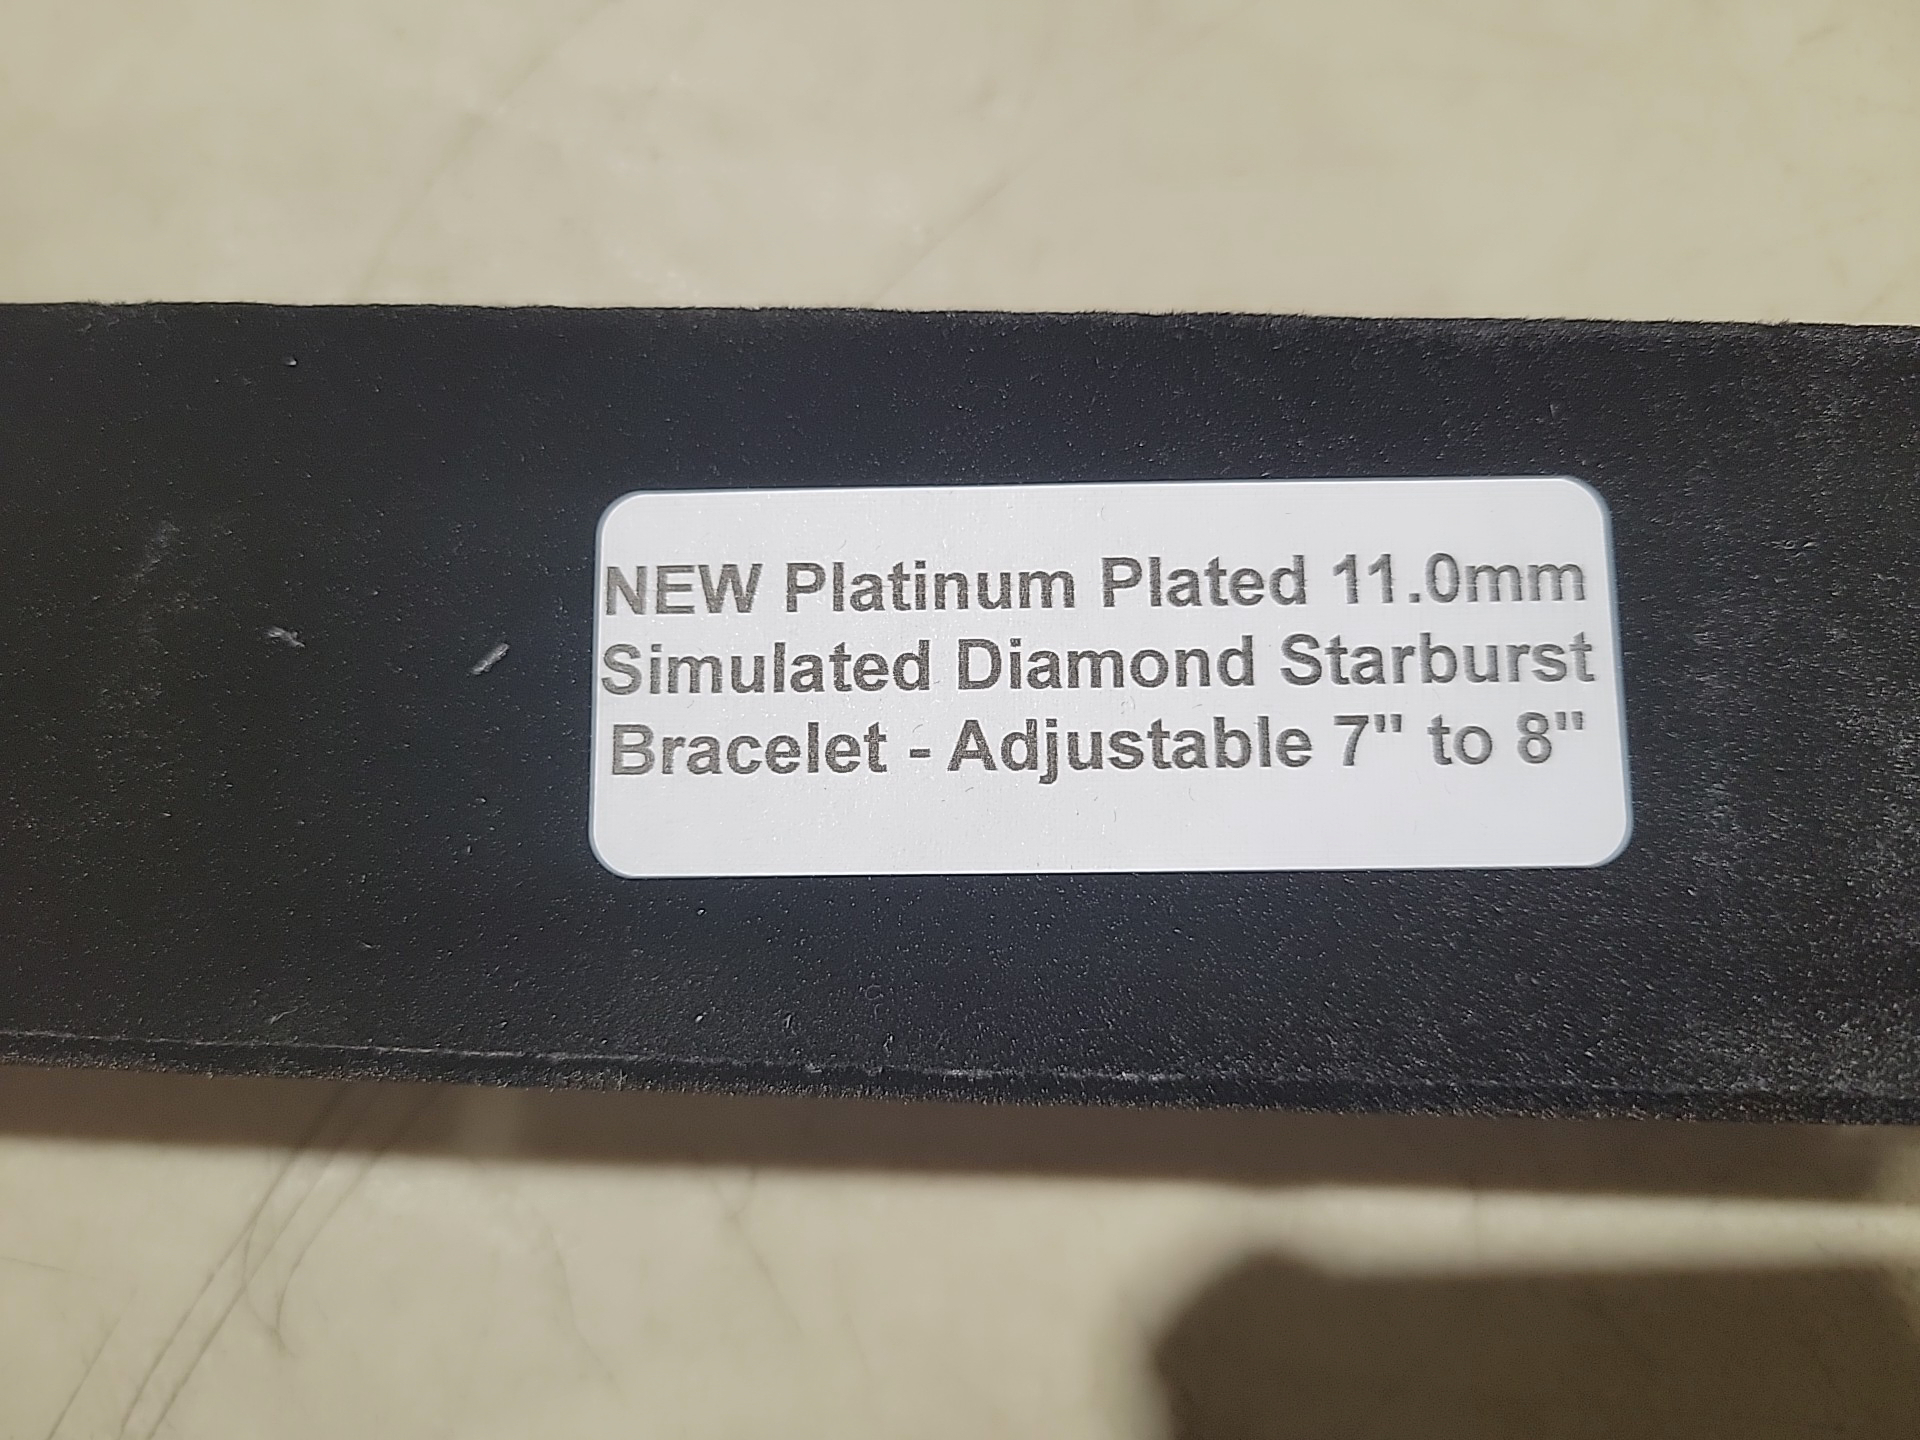 NEW Platinum Plated 11.0mm
Simulated Diamond Starburst
Bracelet - Adjustable 7" to 8"